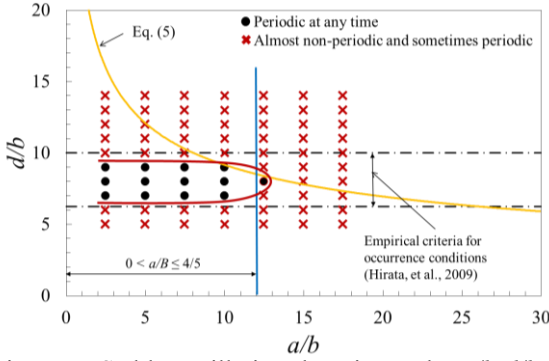 20
15
10
5
0
d/b
Eq. (5)
Periodic at any time
Almost non-periodic and sometimes periodic
Empirical criteria for
occurrence conditions
(Hirata, et al., 2009)
0 < a/B ≤ 4/5
0 5 10 15 20 25 30
a/b